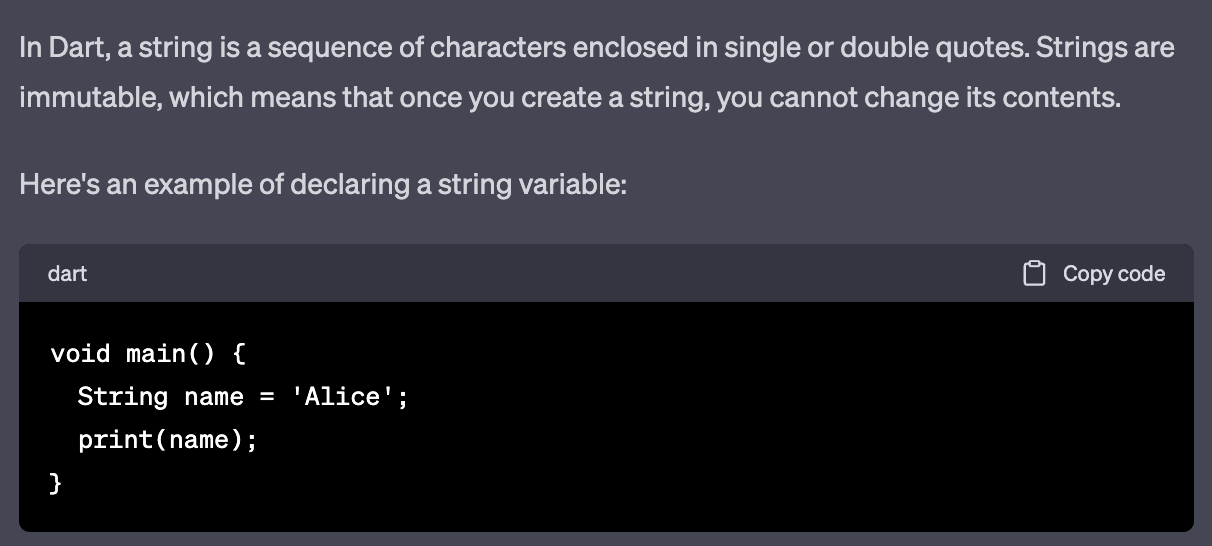 In Dart, a string is a sequence of characters enclosed in single or double quotes. Strings are
immutable, which means that once you create a string, you cannot change its contents.
Here's an example of declaring a string variable:
dart Copy code
void main() {
  String name = 'Alice';
  print(name);
}